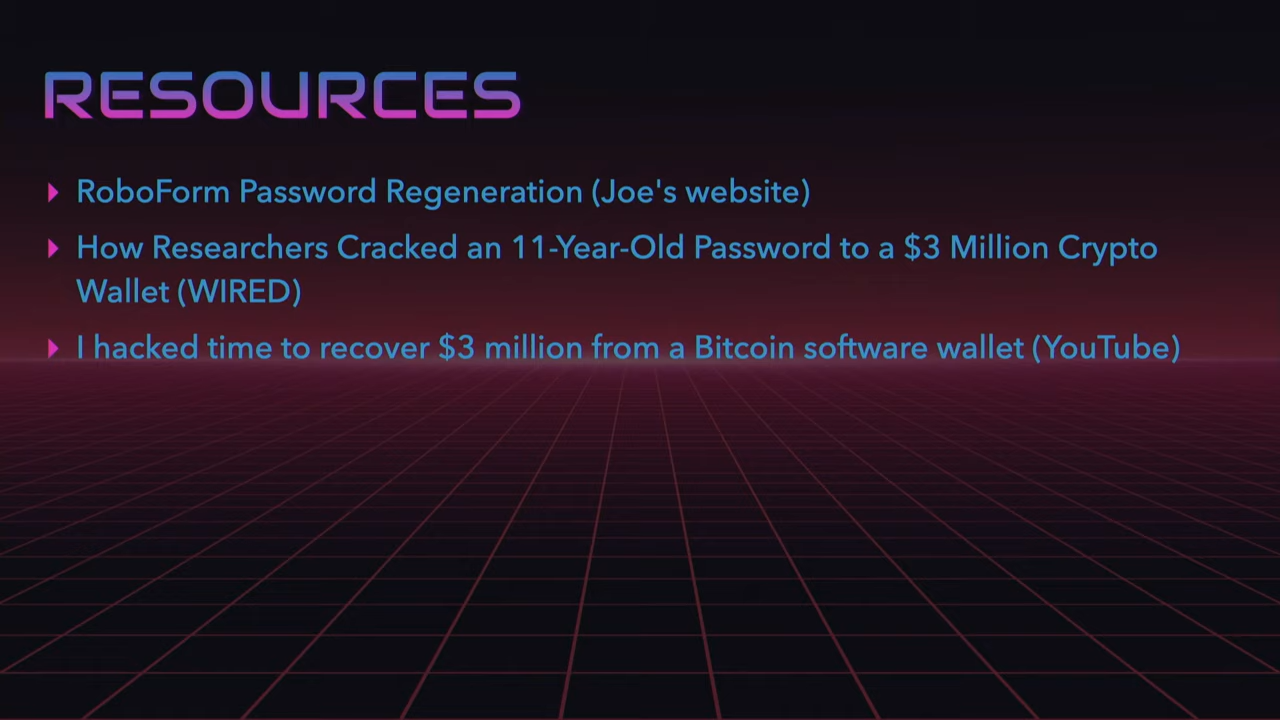 RESOURCES
RoboForm Password Regeneration (Joe's website)
How Researchers Cracked an 11-Year-Old Password to a $3 Million Crypto
Wallet (WIRED)
I hacked time to recover $3 million from a Bitcoin software wallet (YouTube)